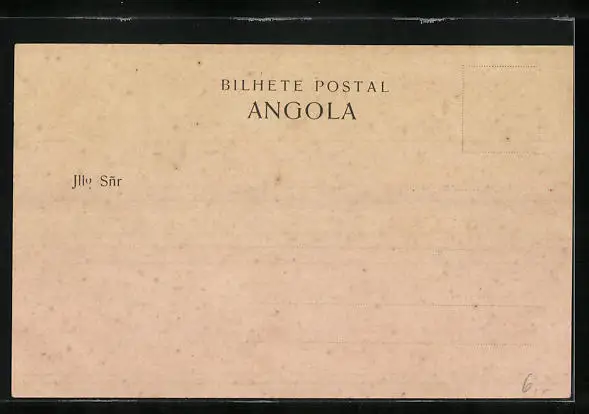 BILHETE POSTAL
ANGOLA
Jllo Sñr
6..